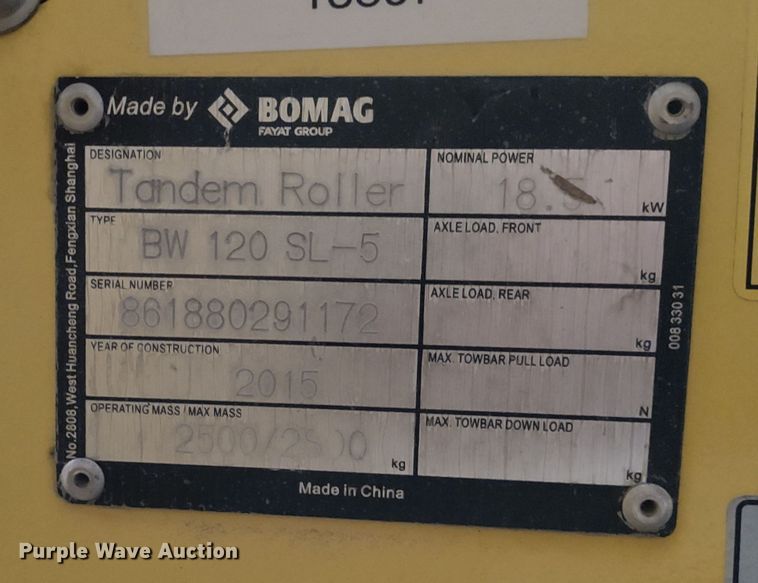 Made by BOMAG
FAYAT GROUP
No.2808,West Huancheng Road,Fengxian Shanghai
DESIGNATION
Tandem Roller
NOMINAL POWER
18.5
kW
TYPE
BW 120 SL-5
AXLE LOAD, FRONT
kg
SERIAL NUMBER
861880291172
AXLE LOAD, REAR
kg
YEAR OF CONSTRUCTION
2015
MAX. TOWBAR PULL LOAD
N
OPERATING MASS / MAX MASS
2500/
kg
MAX. TOWBAR DOWN LOAD
kg
008 330 31
Made in China
Purple Wave Auction